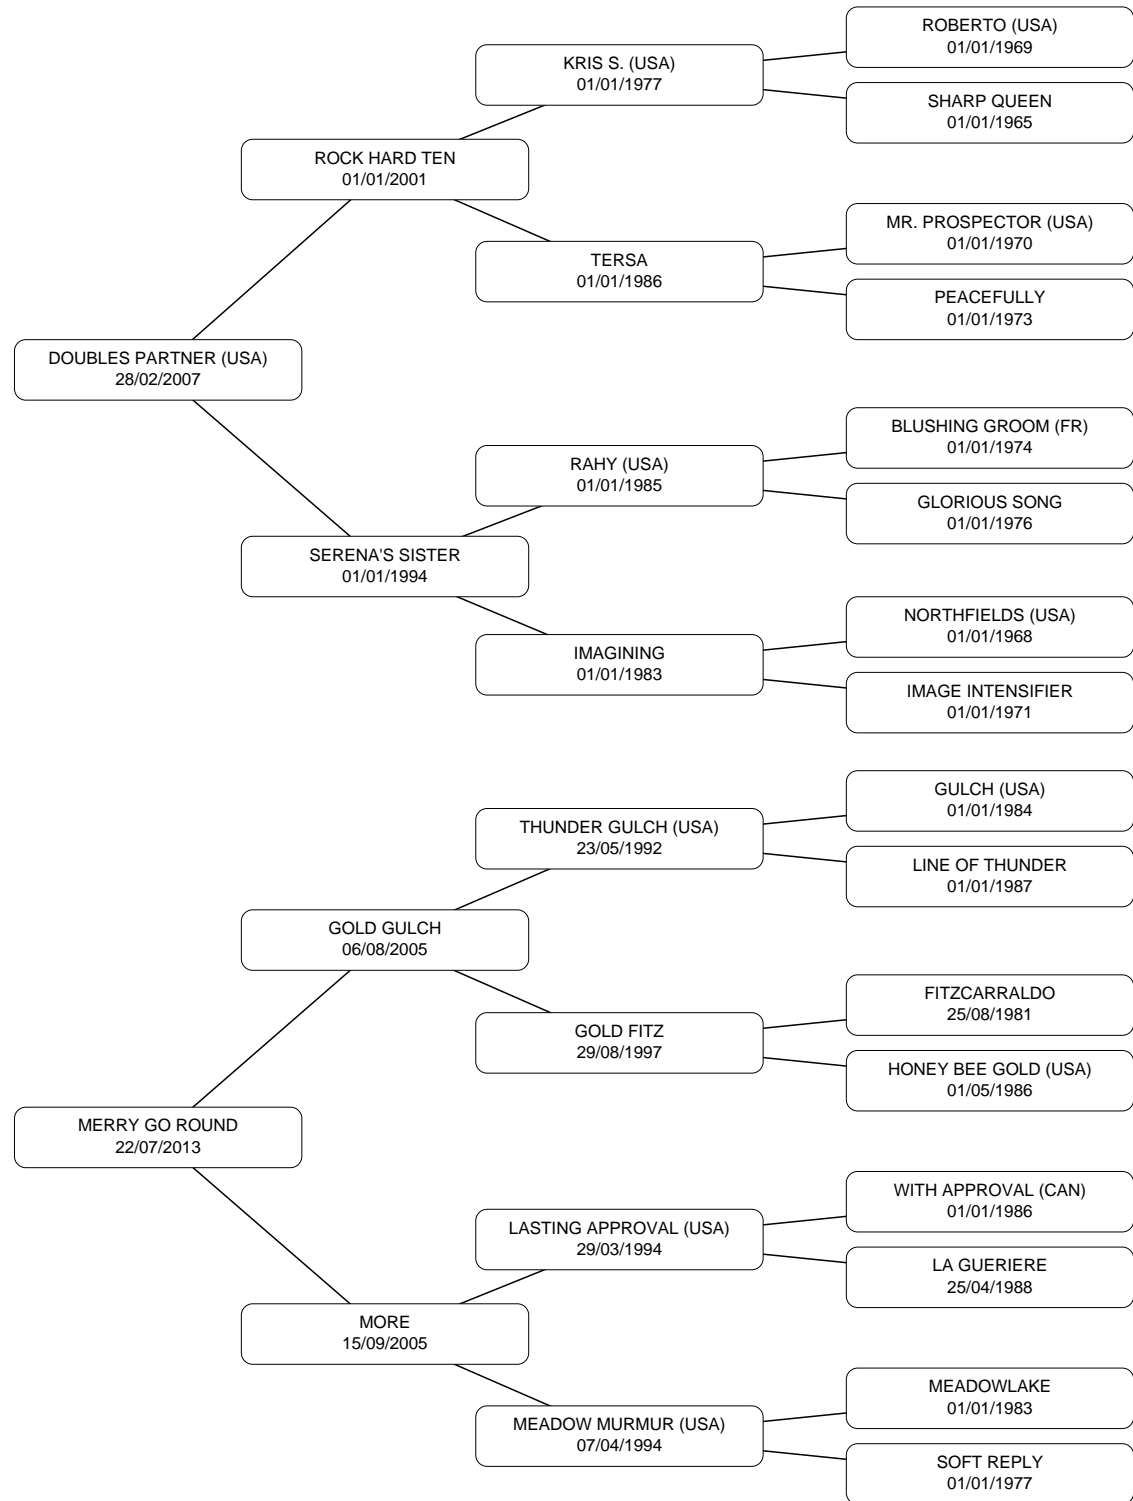 ROBERTO (USA)
01/01/1969
KRIS S. (USA)
01/01/1977
SHARP QUEEN
01/01/1965
ROCK HARD TEN
01/01/2001
MR. PROSPECTOR (USA)
01/01/1970
TERSA
01/01/1986
PEACEFULLY
01/01/1973
DOUBLES PARTNER (USA)
28/02/2007
BLUSHING GROOM (FR)
01/01/1974
RAHY (USA)
01/01/1985
GLORIOUS SONG
01/01/1976
SERENA'S SISTER
01/01/1994
NORTHFIELDS (USA)
01/01/1968
IMAGINING
01/01/1983
IMAGE INTENSIFIER
01/01/1971
GULCH (USA)
01/01/1984
THUNDER GULCH (USA)
23/05/1992
LINE OF THUNDER
01/01/1987
GOLD GULCH
06/08/2005
FITZCARRALDO
25/08/1981
GOLD FITZ
29/08/1997
HONEY BEE GOLD (USA)
01/05/1986
MERRY GO ROUND
22/07/2013
WITH APPROVAL (CAN)
01/01/1986
LASTING APPROVAL (USA)
29/03/1994
LA GUERIERE
25/04/1988
MORE
15/09/2005
MEADOWLAKE
01/01/1983
MEADOW MURMUR (USA)
07/04/1994
SOFT REPLY
01/01/1977